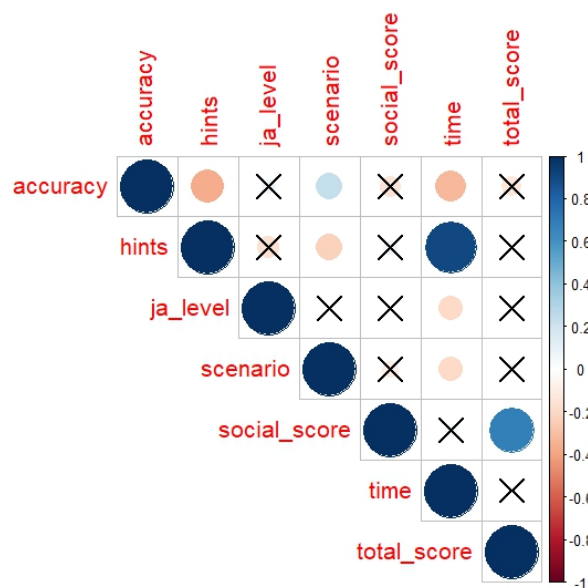 accuracy
hints
ja_level
scenario
social_score
time
total_score
accuracy
hints
ja_level
scenario
social_score
time
total_score
1
0.8
0.6
0.4
0.2
0
-0.2
-0.4
-0.6
-0.8
-1